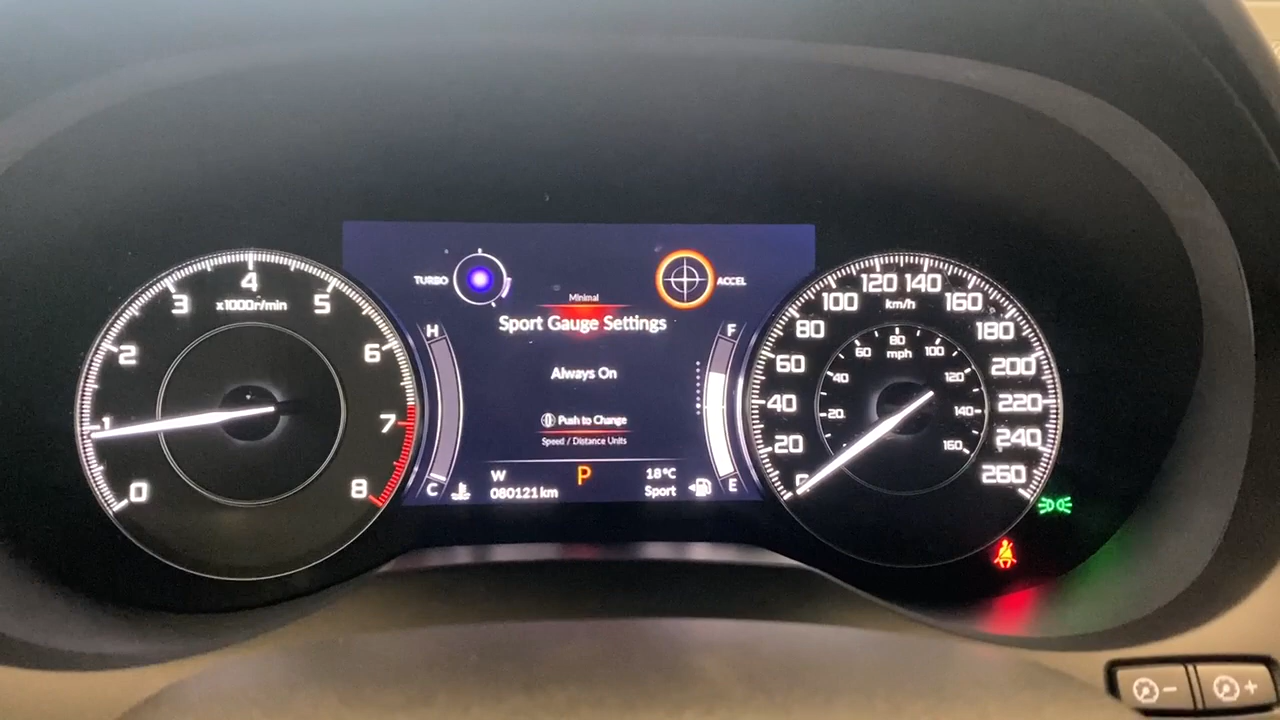 TURBO
ACCEL
Minimal
Sport Gauge Settings
Always On
Push to Change
Speed / Distance Units
H
C
F
E
W
080121 km
P
18°C
Sport
0
1
2
3
4
5
6
7
8
x1000r/min
0
20
40
60
80
100
120
140
160
180
200
220
240
260
km/h
20
40
60
80
100
120
140
160
mph
−
+